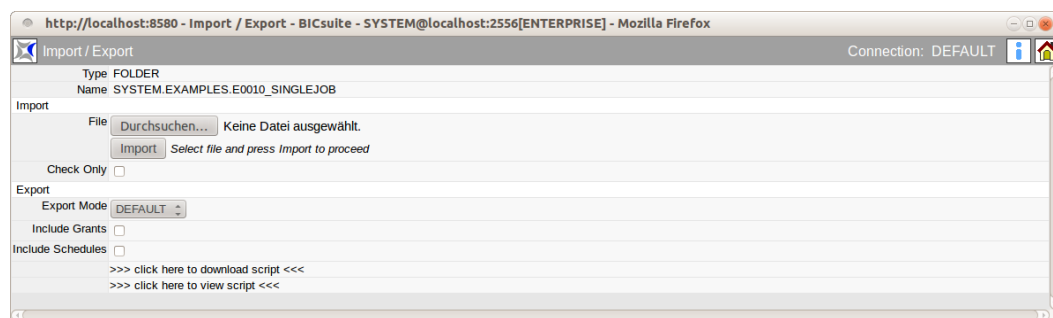 http://localhost:8580 - Import / Export - BICsuite - SYSTEM@localhost:2556[ENTERPRISE] - Mozilla Firefox
Import / Export Connection: DEFAULT
Type FOLDER
Name SYSTEM.EXAMPLES.E0010_SINGLEJOB
Import
File Durchsuchen... Keine Datei ausgewählt.
Import Select file and press Import to proceed
Check Only
Export
Export Mode DEFAULT
Include Grants
Include Schedules
>>> click here to download script <<<
>>> click here to view script <<<